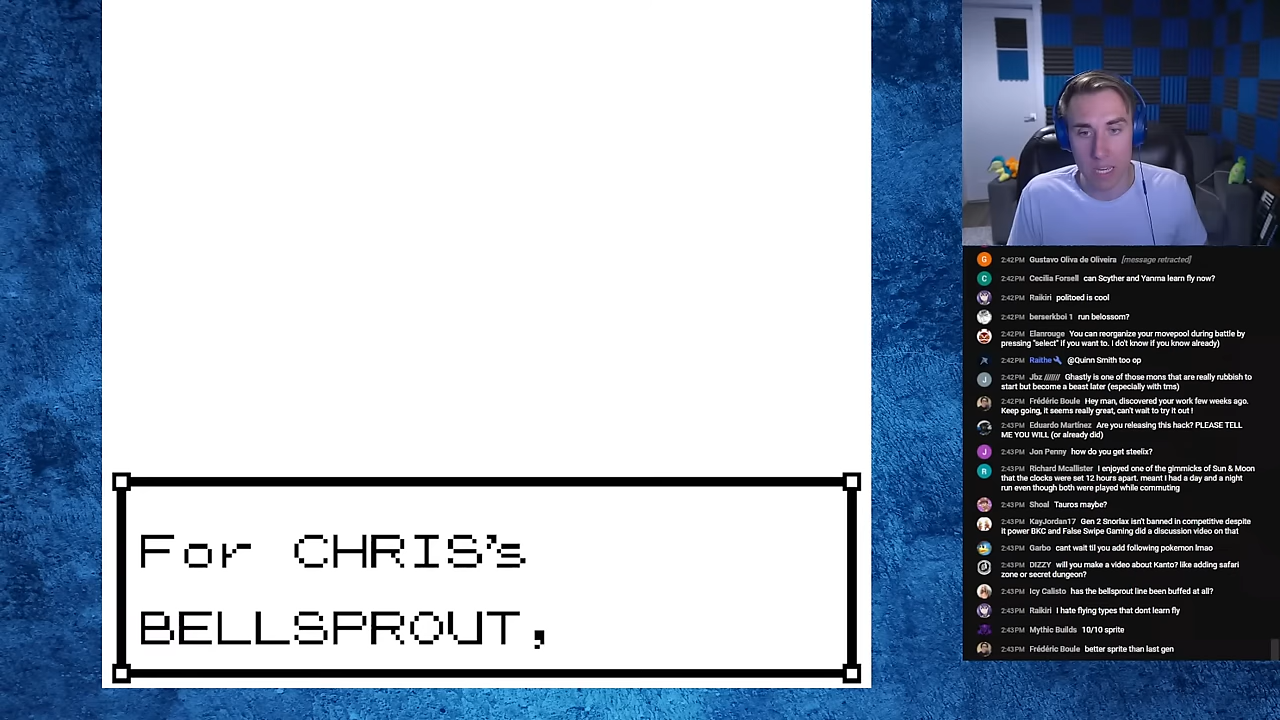 For CHRIS's
BELLSPROUT,
G 2:42PM Gustavo Oliva de Oliveira [message retracted]
C 2:42PM Cecilia Forsell can Scyther and Yanma learn fly now?
2:42PM Raikiri politoed is cool
2:42PM berserkboi 1 run belossom?
2:42PM Elanrouge You can reorganize your movepool during battle by
pressing "select" if you want to. I don't know if you know already)
2:42PM Raithe @Quinn Smith too op
J 2:42PM Jbz /////// Ghastly is one of those mons that are really rubbish to
start but become a beast later (especially with tms)
2:42PM Frédéric Boule Hey man, discovered your work few weeks ago.
Keep going, it seems really great, can't wait to try it out !
2:43PM Eduardo Martínez Are you releasing this hack? PLEASE TELL
ME YOU WILL (or already did)
J 2:43PM Jon Penny how do you get steelix?
R 2:43PM Richard Mcallister I enjoyed one of the gimmicks of Sun & Moon
that the clocks were set 12 hours apart. meant I had a day and a night
run even though both were played while commuting
2:43PM Shoal Tauros maybe?
2:43PM KayJordan17 Gen 2 Snorlax isn't banned in competitive despite
it power BKC and False Swipe Gaming did a discussion video on that
2:43PM Garbo cant wait til you add following pokemon lmao
2:43PM DIZZY will you make a video about Kanto? like adding safari
zone or secret dungeon?
2:43PM Icy Calisto has the bellsprout line been buffed at all?
2:43PM Raikiri I hate flying types that dont learn fly
2:43PM Mythic Builds 10/10 sprite
2:43PM Frédéric Boule better sprite than last gen